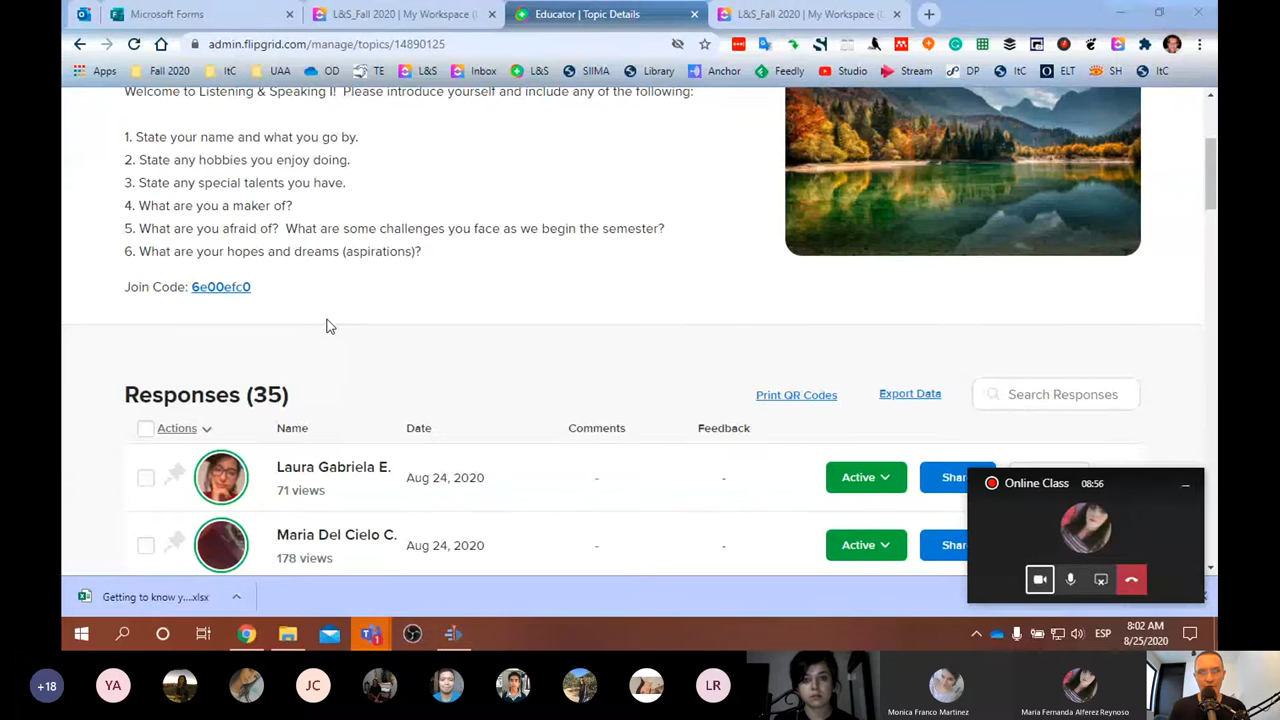 Microsoft Forms
L&S_Fall 2020 | My Workspace (
Educator | Topic Details
L&S_Fall 2020 | My Workspace (
admin.flipgrid.com/manage/topics/14890125
Apps
Fall 2020
ItC
UAA
OD
TE
L&S
Inbox
L&S
SIIMA
Library
Anchor
Feedly
Studio
Stream
DP
ItC
ELT
SH
ItC
Welcome to Listening & Speaking I! Please introduce yourself and include any of the following:
1. State your name and what you go by.
2. State any hobbies you enjoy doing.
3. State any special talents you have.
4. What are you a maker of?
5. What are you afraid of? What are some challenges you face as we begin the semester?
6. What are your hopes and dreams (aspirations)?
Join Code: 6e00efc0
Responses (35)
Print QR Codes
Export Data
Search Responses
Actions
Name
Date
Comments
Feedback
Laura Gabriela E.
71 views
Aug 24, 2020
-
-
Active
Shar
Maria Del Cielo C.
178 views
Aug 24, 2020
-
-
Active
Shar
Online Class
08:56
Getting to know y....xlsx
ESP
8:02 AM
8/25/2020
+18
YA
JC
LR
Monica Franco Martinez
Maria Fernanda Alferez Reynoso